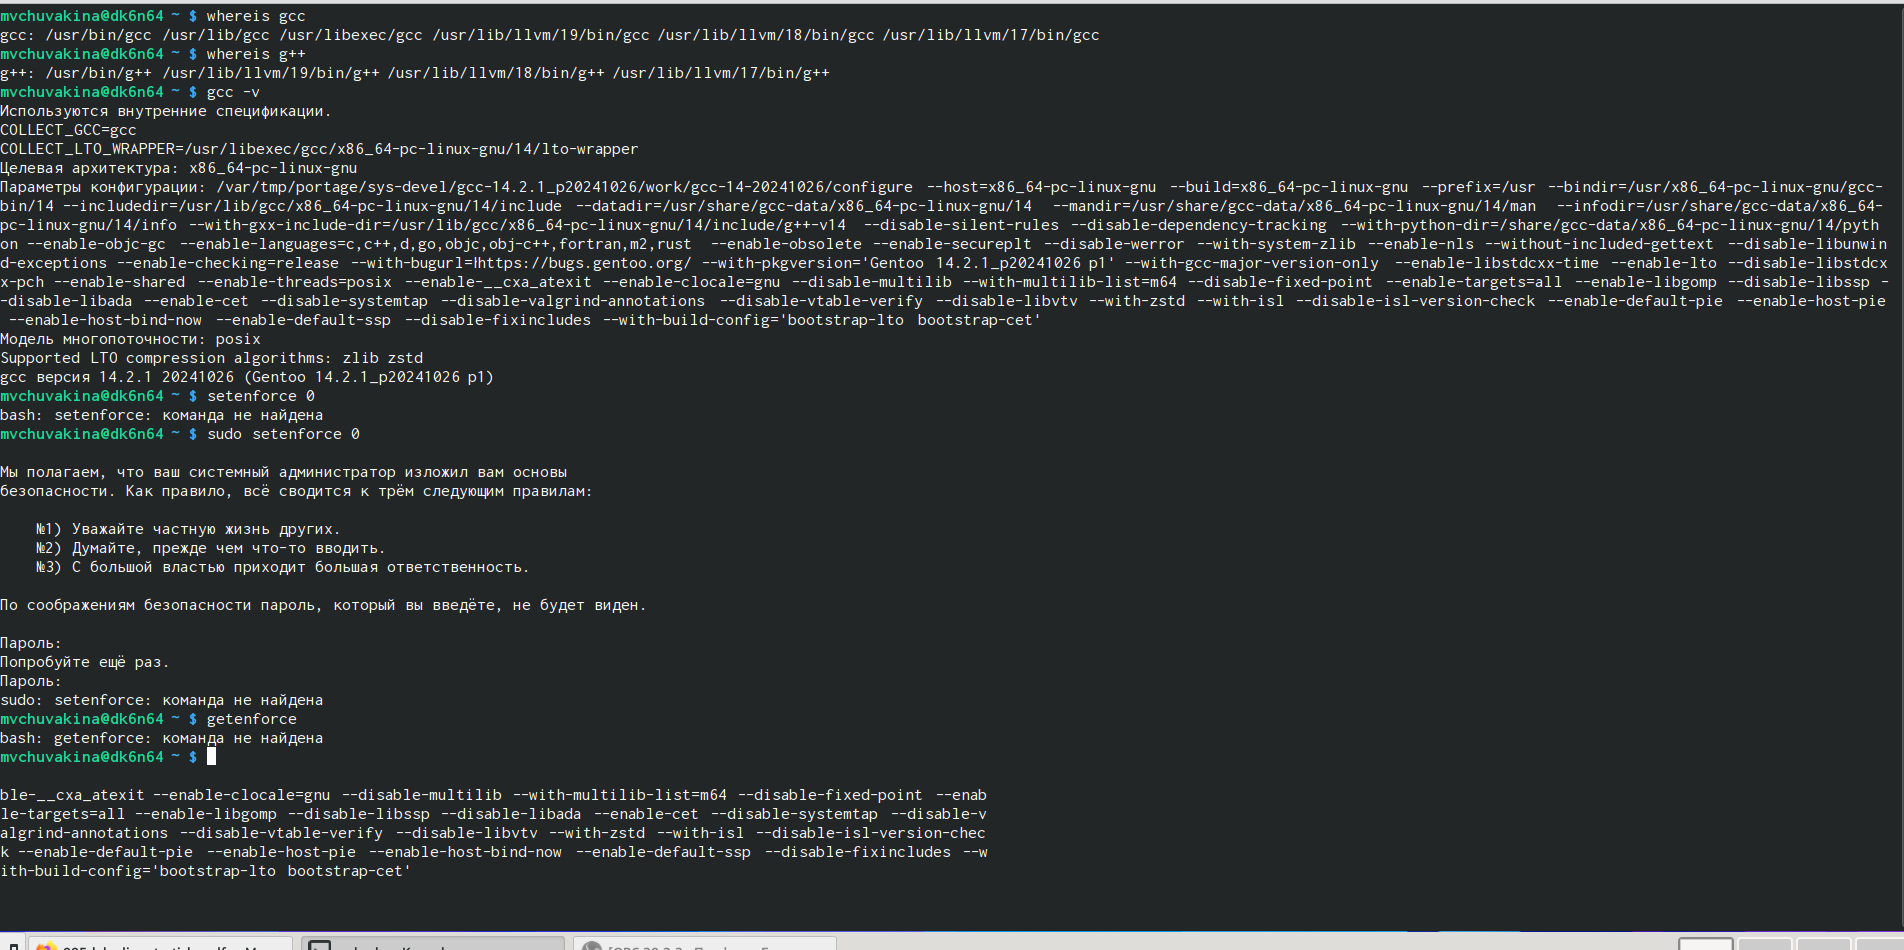 mvchuvakina@dk6n64 ~ $ whereis gcc
gcc: /usr/bin/gcc /usr/lib/gcc /usr/libexec/gcc /usr/lib/llvm/19/bin/gcc /usr/lib/llvm/18/bin/gcc /usr/lib/llvm/17/bin/gcc
mvchuvakina@dk6n64 ~ $ whereis g++
g++: /usr/bin/g++ /usr/lib/llvm/19/bin/g++ /usr/lib/llvm/18/bin/g++ /usr/lib/llvm/17/bin/g++
mvchuvakina@dk6n64 ~ $ gcc -v
Используются внутренние спецификации.
COLLECT_GCC=gcc
COLLECT_LTO_WRAPPER=/usr/libexec/gcc/x86_64-pc-linux-gnu/14/lto-wrapper
Целевая архитектура: x86_64-pc-linux-gnu
Параметры конфигурации: /var/tmp/portage/sys-devel/gcc-14.2.1_p20241026/work/gcc-14-20241026/configure --host=x86_64-pc-linux-gnu --build=x86_64-pc-linux-gnu --prefix=/usr --bindir=/usr/x86_64-pc-linux-gnu/gcc-
bin/14 --includedir=/usr/lib/gcc/x86_64-pc-linux-gnu/14/include --datadir=/usr/share/gcc-data/x86_64-pc-linux-gnu/14 --mandir=/usr/share/gcc-data/x86_64-pc-linux-gnu/14/man --infodir=/usr/share/gcc-data/x86_64-
pc-linux-gnu/14/info --with-gxx-include-dir=/usr/lib/gcc/x86_64-pc-linux-gnu/14/include/g++-v14 --disable-silent-rules --disable-dependency-tracking --with-python-dir=/share/gcc-data/x86_64-pc-linux-gnu/14/pyth
on --enable-objc-gc --enable-languages=c,c++,d,go,objc,obj-c++,fortran,m2,rust --enable-obsolete --enable-secureplt --disable-werror --with-system-zlib --enable-nls --without-included-gettext --disable-libunwin
d-exceptions --enable-checking=release --with-bugurl=https://bugs.gentoo.org/ --with-pkgversion='Gentoo 14.2.1_p20241026 p1' --with-gcc-major-version-only --enable-libstdcxx-time --enable-lto --disable-libstdcx
x-pch --enable-shared --enable-threads=posix --enable-__cxa_atexit --enable-clocale=gnu --disable-multilib --with-multilib-list=m64 --disable-fixed-point --enable-targets=all --enable-libgomp --disable-libssp -
-disable-libada --enable-cet --disable-systemtap --disable-valgrind-annotations --disable-vtable-verify --disable-libvtv --with-zstd --with-isl --disable-isl-version-check --enable-default-pie --enable-host-pie
--enable-host-bind-now --enable-default-ssp --disable-fixincludes --with-build-config='bootstrap-lto bootstrap-cet'
Модель многопоточности: posix
Supported LTO compression algorithms: zlib zstd
gcc версия 14.2.1 20241026 (Gentoo 14.2.1_p20241026 p1)
mvchuvakina@dk6n64 ~ $ setenforce 0
bash: setenforce: команда не найдена
mvchuvakina@dk6n64 ~ $ sudo setenforce 0
Мы полагаем, что ваш системный администратор изложил вам основы
безопасности. Как правило, всё сводится к трём следующим правилам:
№1) Уважайте частную жизнь других.
№2) Думайте, прежде чем что-то вводить.
№3) С большой властью приходит большая ответственность.
По соображениям безопасности пароль, который вы введёте, не будет виден.
Пароль:
Попробуйте ещё раз.
Пароль:
sudo: setenforce: команда не найдена
mvchuvakina@dk6n64 ~ $ getenforce
bash: getenforce: команда не найдена
mvchuvakina@dk6n64 ~ $
ble-__cxa_atexit --enable-clocale=gnu --disable-multilib --with-multilib-list=m64 --disable-fixed-point --enab
le-targets=all --enable-libgomp --disable-libssp --disable-libada --enable-cet --disable-systemtap --disable-v
algrind-annotations --disable-vtable-verify --disable-libvtv --with-zstd --with-isl --disable-isl-version-chec
k --enable-default-pie --enable-host-pie --enable-host-bind-now --enable-default-ssp --disable-fixincludes --w
ith-build-config='bootstrap-lto bootstrap-cet'